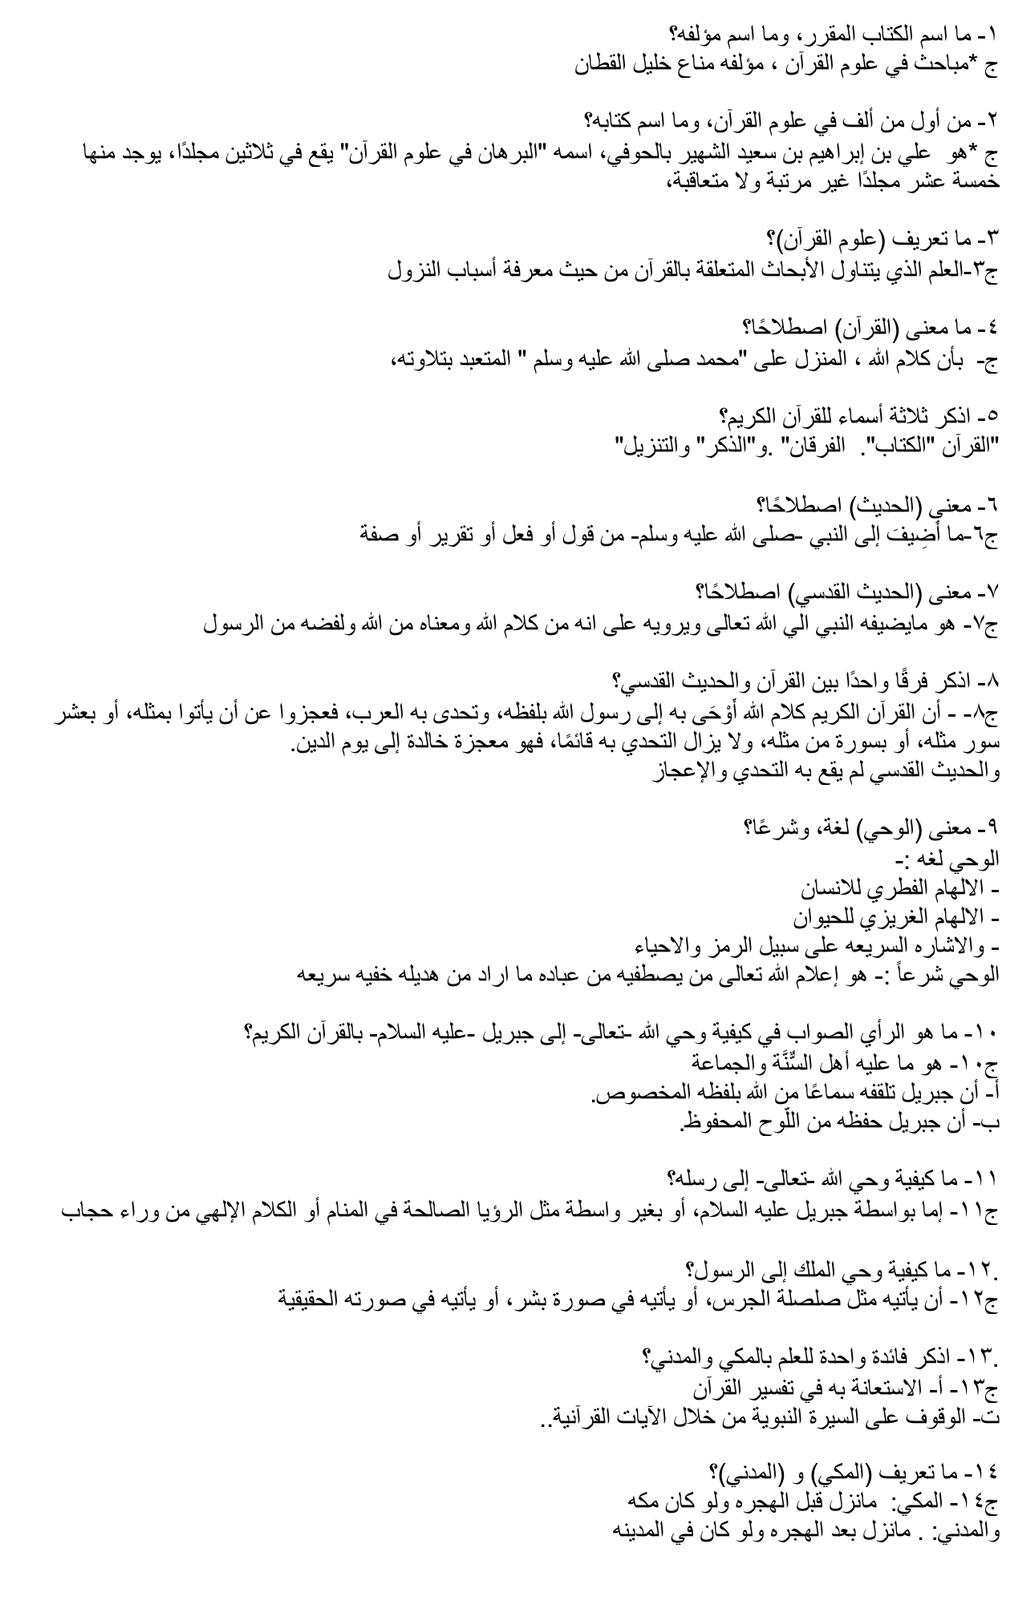 ١- ما اسم الكتاب المقرر، وما اسم مؤلفه؟
ج *مباحث في علوم القرآن ، مؤلفه مناع خليل القطان
٢- من أول من ألف في علوم القرآن، وما اسم كتابه؟
ج *هو  علي بن إبراهيم بن سعيد الشهير بالحوفي، اسمه "البرهان في علوم القرآن" يقع في ثلاثين مجلدًا، يوجد منها
خمسة عشر مجلدًا غير مرتبة ولا متعاقبة،
٣- ما تعريف (علوم القرآن)؟
ج٣-العلم الذي يتناول الأبحاث المتعلقة بالقرآن من حيث معرفة أسباب النزول
٤- ما معنى (القرآن) اصطلاحًا؟
ج-  بأن كلام الله ، المنزل على "محمد صلى الله عليه وسلم " المتعبد بتلاوته،
٥- اذكر ثلاثة أسماء للقرآن الكريم؟
"القرآن "الكتاب".  الفرقان" .و"الذكر" والتنزيل"
٦- معنى (الحديث) اصطلاحًا؟
ج٦-ما أُضِيفَ إلى النبي -صلى الله عليه وسلم- من قول أو فعل أو تقرير أو صفة
٧- معنى (الحديث القدسي) اصطلاحًا؟
ج٧- هو مايضيفه النبي الي الله تعالى ويرويه على انه من كلام الله ومعناه من الله ولفضه من الرسول
٨- اذكر فرقًا واحدًا بين القرآن والحديث القدسي؟
ج٨- - أن القرآن الكريم كلام الله أَوْحَى به إلى رسول الله بلفظه، وتحدى به العرب، فعجزوا عن أن يأتوا بمثله، أو بعشر
سور مثله، أو بسورة من مثله، ولا يزال التحدي به قائمًا، فهو معجزة خالدة إلى يوم الدين.
والحديث القدسي لم يقع به التحدي والإعجاز
٩- معنى (الوحي) لغة، وشرعًا؟
الوحي لغه :-
- الالهام الفطري للانسان
- الالهام الغريزي للحيوان
- والاشاره السريعه على سبيل الرمز والاحياء
الوحي شرعاً :- هو إعلام الله تعالى من يصطفيه من عباده ما اراد من هديله خفيه سريعه
١٠- ما هو الرأي الصواب في كيفية وحي الله -تعالى- إلى جبريل -عليه السلام- بالقرآن الكريم؟
ج١٠- هو ما عليه أهل السُّنَّة والجماعة
أ- أن جبريل تلقفه سماعًا من الله بلفظه المخصوص.
ب- أن جبريل حفظه من اللَّوح المحفوظ.
١١- ما كيفية وحي الله -تعالى- إلى رسله؟
ج١١- إما بواسطة جبريل عليه السلام، أو بغير واسطة مثل الرؤيا الصالحة في المنام أو الكلام الإلهي من وراء حجاب
.١٢- ما كيفية وحي الملك إلى الرسول؟
ج١٢- أن يأتيه مثل صلصلة الجرس، أو يأتيه في صورة بشر، أو يأتيه في صورته الحقيقية
.١٣- اذكر فائدة واحدة للعلم بالمكي والمدني؟
ج١٣- أ- الاستعانة به في تفسير القرآن
ت- الوقوف على السيرة النبوية من خلال الآيات القرآنية..
١٤- ما تعريف (المكي) و (المدني)؟
ج١٤- المكي:  مانزل قبل الهجره ولو كان مكه
والمدني: . مانزل بعد الهجره ولو كان في المدينه